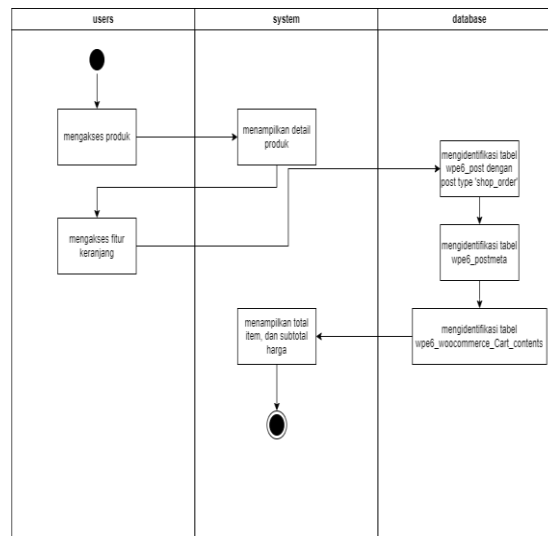 users
system
database
mengakses produk
menampilkan detail
produk
mengidentifikasi tabel
wpe6_post dengan
post type 'shop_order'
mengakses fitur
keranjang
mengidentifikasi tabel
wpe6_postmeta
menampilkan total
item, dan subtotal
harga
mengidentifikasi tabel
wpe6_woocommerce_Cart_contents